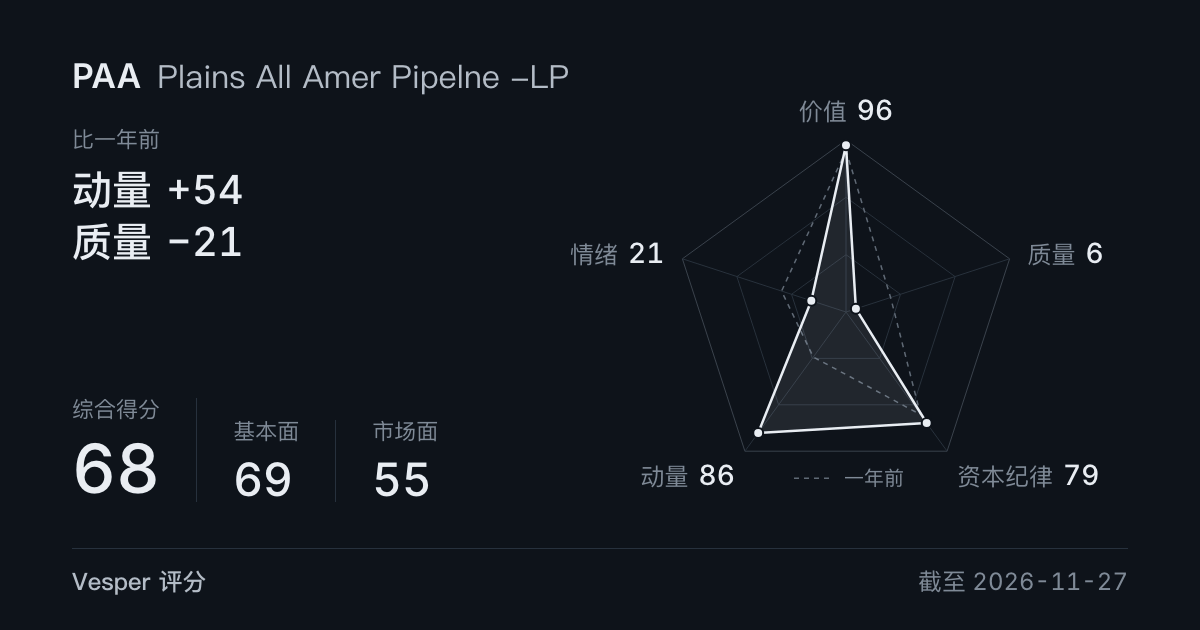 PAA Plains All Amer Pipelne –LP
比一年前
动量 +54
质量 −21
价值 96
情绪 21
质量 6
动量 86
一年前
资本纪律 79
综合得分
68
基本面
69
市场面
55
Vesper 评分
截至 2026-11-27